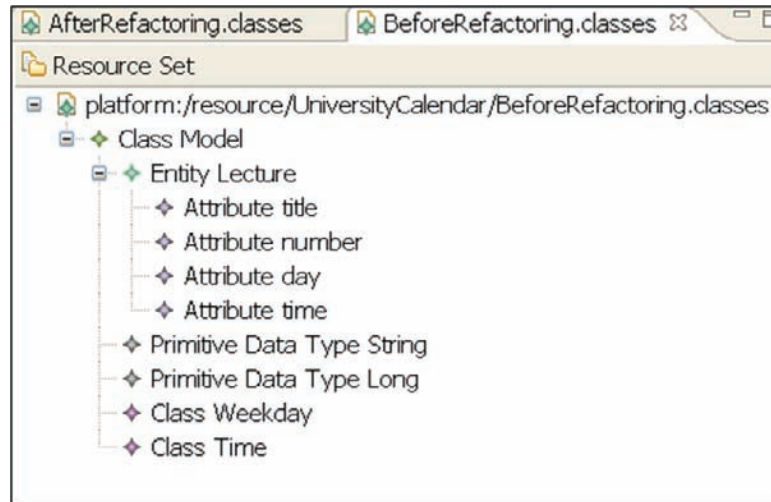 AfterRefactoring.classes BeforeRefactoring.classes
Resource Set
platform:/resource/UniversityCalendar/BeforeRefactoring.classes
Class Model
Entity Lecture
Attribute title
Attribute number
Attribute day
Attribute time
Primitive Data Type String
Primitive Data Type Long
Class Weekday
Class Time